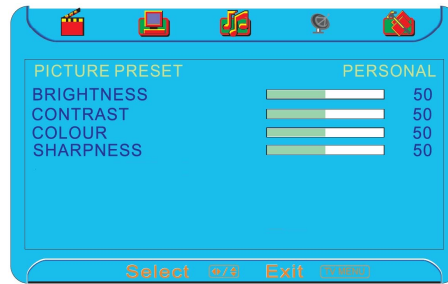 PICTURE PRESET PERSONAL
BRIGHTNESS 50
CONTRAST 50
COLOUR 50
SHARPNESS 50
Select Exit